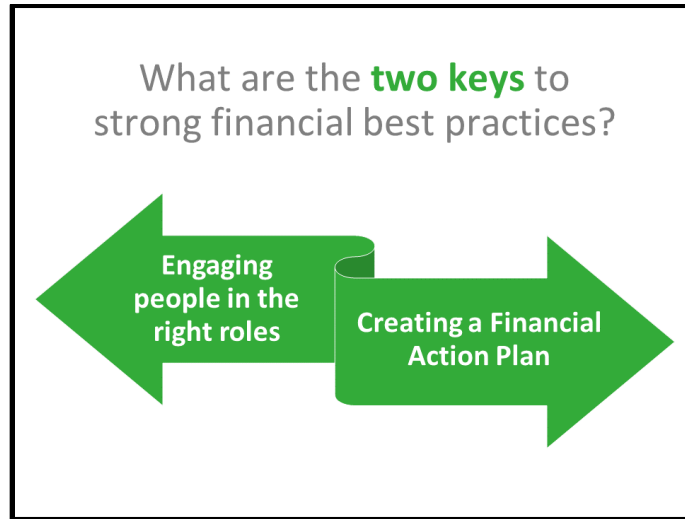 What are the two keys to
strong financial best practices?
Engaging
people in the
right roles
Creating a Financial
Action Plan